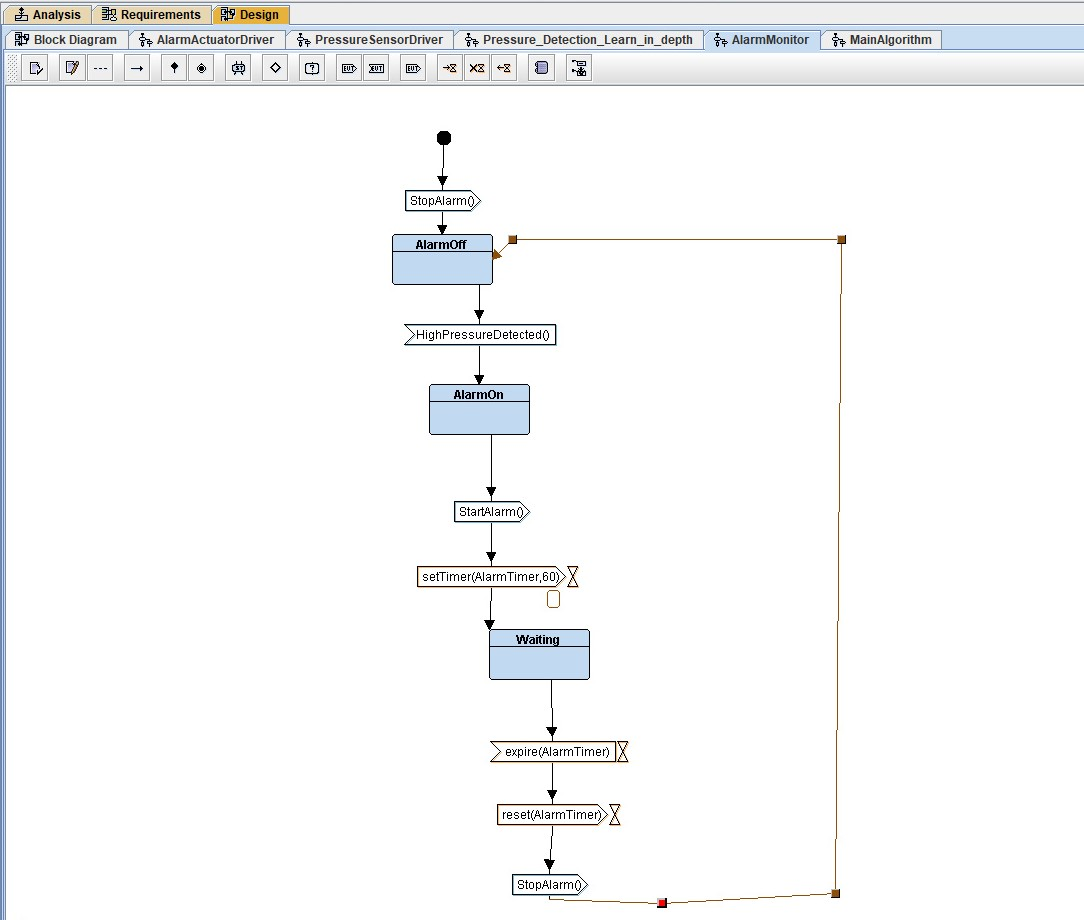 Analysis Requirements Design
Block Diagram AlarmActuatorDriver PressureSensorDriver Pressure_Detection_Learn_in_depth AlarmMonitor MainAlgorithm
StopAlarm()
AlarmOff
HighPressureDetected()
AlarmOn
StartAlarm()
setTimer(AlarmTimer,60)
Waiting
expire(AlarmTimer)
reset(AlarmTimer)
StopAlarm()